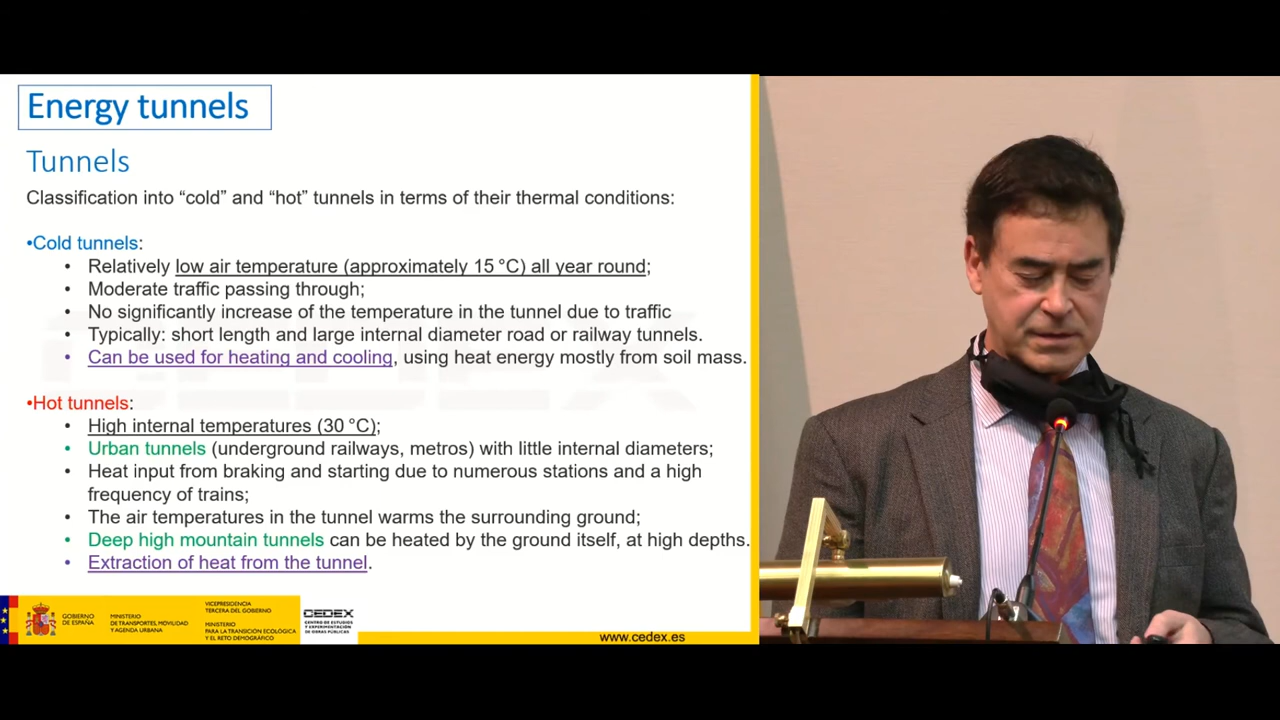 Energy tunnels
Tunnels
Classification into “cold” and “hot” tunnels in terms of their thermal conditions:
•Cold tunnels:
• Relatively low air temperature (approximately 15 °C) all year round;
• Moderate traffic passing through;
• No significantly increase of the temperature in the tunnel due to traffic
• Typically: short length and large internal diameter road or railway tunnels.
• Can be used for heating and cooling, using heat energy mostly from soil mass.
•Hot tunnels:
• High internal temperatures (30 °C);
• Urban tunnels (underground railways, metros) with little internal diameters;
• Heat input from braking and starting due to numerous stations and a high
frequency of trains;
• The air temperatures in the tunnel warms the surrounding ground;
• Deep high mountain tunnels can be heated by the ground itself, at high depths.
• Extraction of heat from the tunnel.
GOBIERNO
DE ESPAÑA
MINISTERIO
DE TRANSPORTES, MOVILIDAD
Y AGENDA URBANA
VICEPRESIDENCIA
TERCERA DEL GOBIERNO
MINISTERIO
PARA LA TRANSICIÓN ECOLÓGICA
Y EL RETO DEMOGRÁFICO
CEDEX
CENTRO DE ESTUDIOS
Y EXPERIMENTACIÓN
DE OBRAS PÚBLICAS
www.cedex.es
CEDEX